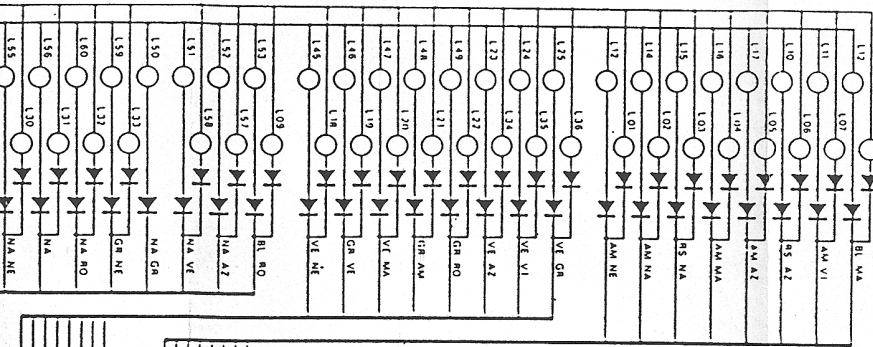 L55
L56
L60
L59
L50
L51
L52
L53
L45
L46
L47
L48
L49
L23
L24
L25
L12
L14
L15
L16
L17
L10
L11
L12
L30
L31
L32
L33
L58
L57
L09
L18
L19
L20
L21
L22
L34
L35
L36
L01
L02
L03
L04
L05
L06
L07
NA NE
NA
NA RO
GR NE
NA GR
NA VE
NA AZ
BL RO
VE NE
GR VE
VE MA
GR AM
GR RO
VE AZ
VE VI
VE GR
AM NE
AM NA
RS NA
AM MA
AM AZ
RS AZ
AM VI
BL MA